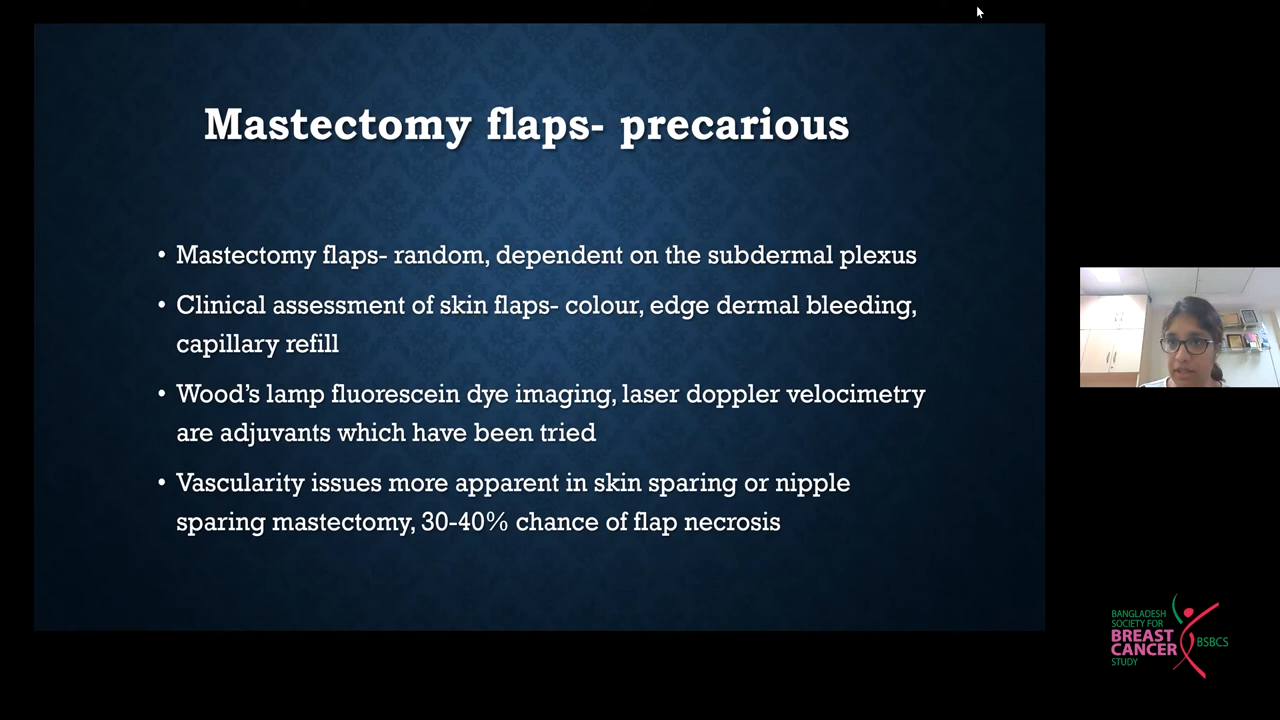 Mastectomy flaps- precarious
• Mastectomy flaps- random, dependent on the subdermal plexus
• Clinical assessment of skin flaps- colour, edge dermal bleeding,
capillary refill
• Wood's lamp fluorescein dye imaging, laser doppler velocimetry
are adjuvants which have been tried
• Vascularity issues more apparent in skin sparing or nipple
sparing mastectomy, 30-40% chance of flap necrosis
BANGLADESH
SOCIETY FOR
BREAST
CANCER
STUDY
BSBCS